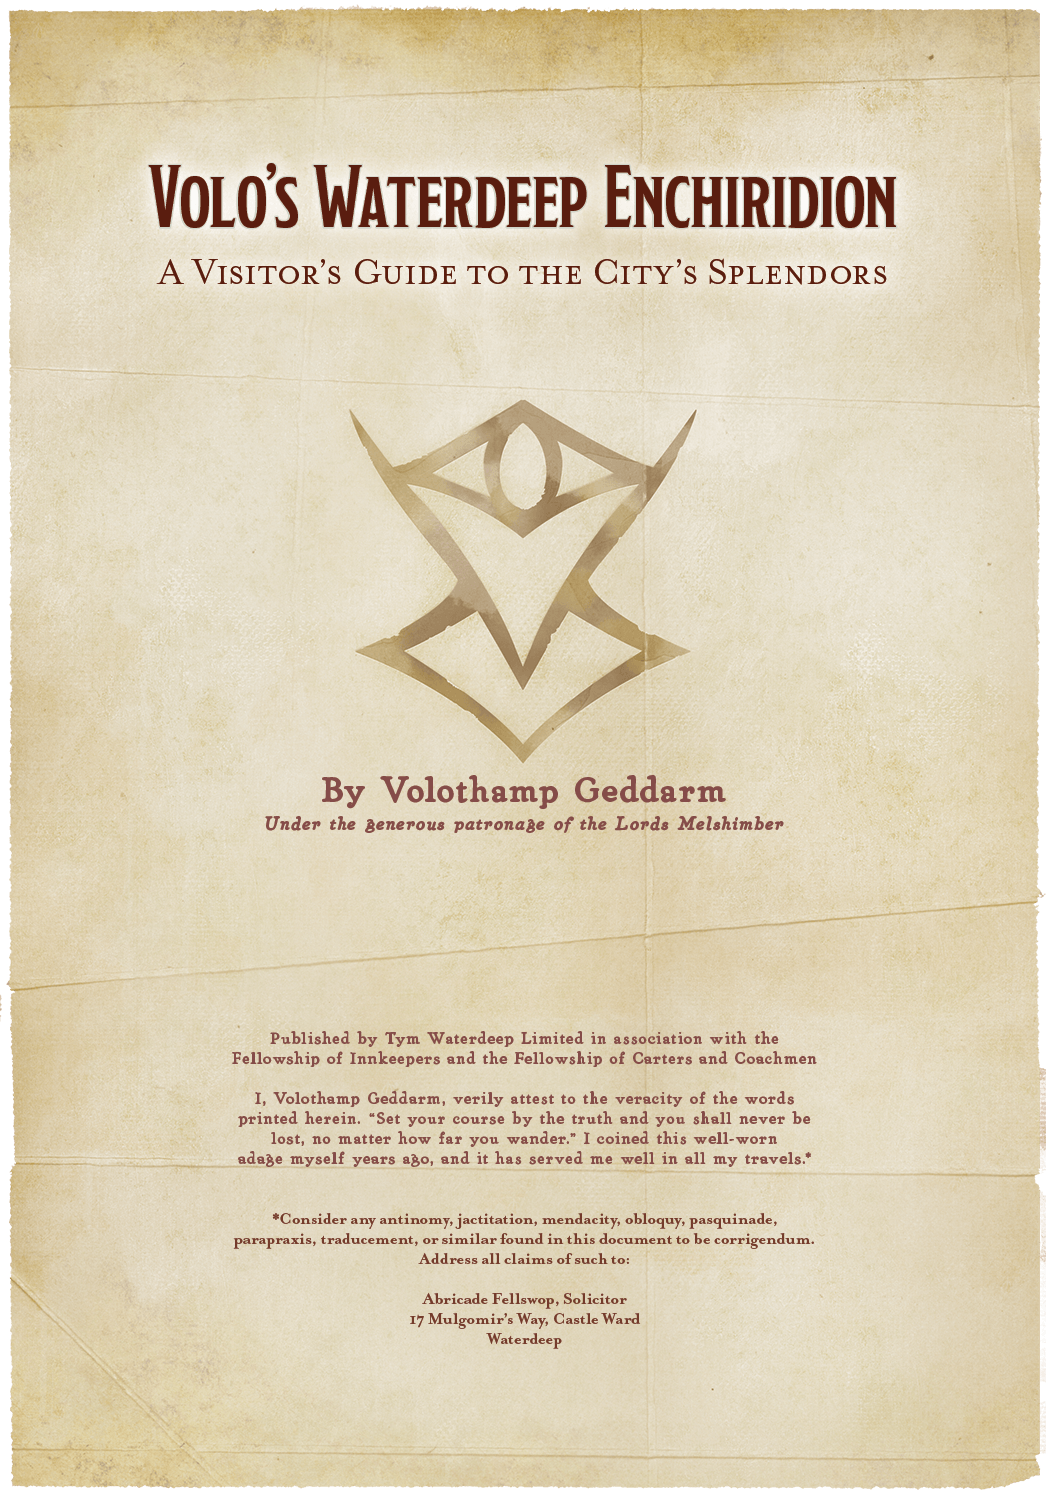 Volo's Waterdeep Enchiridion
A Visitor's Guide to the City's Splendors
By Volothamp Geddarm
Under the generous patronage of the Lords Melshimber
Published by Tym Waterdeep Limited in association with the
Fellowship of Innkeepers and the Fellowship of Carters and Coachmen
I, Volothamp Geddarm, verily attest to the veracity of the words
printed herein. “Set your course by the truth and you shall never be
lost, no matter how far you wander.” I coined this well-worn
adage myself years ago, and it has served me well in all my travels.*
*Consider any antinomy, jactitation, mendacity, obloquy, pasquinade,
parapraxis, traducement, or similar found in this document to be corrigendum.
Address all claims of such to:
Abricade Fellswop, Solicitor
17 Mulgomir's Way, Castle Ward
Waterdeep